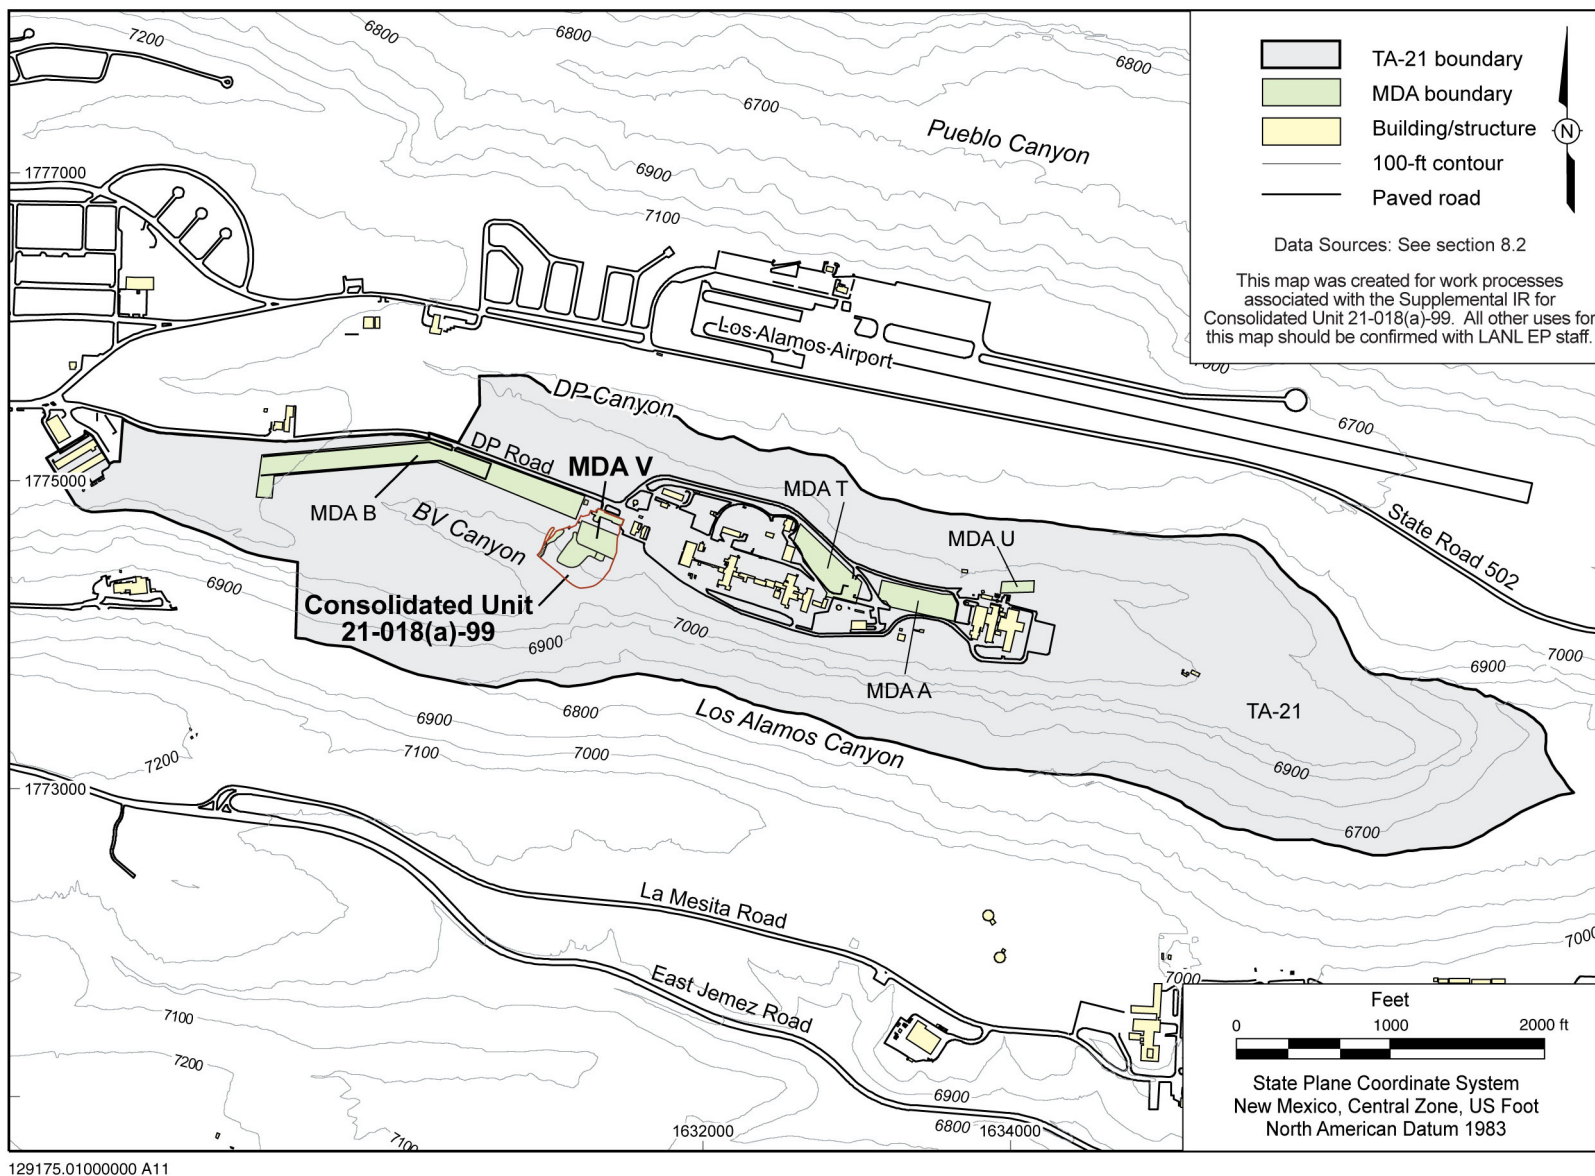 7200
6800
6800
6800
6700
Pueblo Canyon
6900
7100
1777000
TA-21 boundary
MDA boundary
Building/structure
100-ft contour
Paved road
N
Data Sources: See section 8.2
This map was created for work processes
associated with the Supplemental IR for
Consolidated Unit 21-018(a)-99. All other uses for
this map should be confirmed with LANL EP staff.
Los Alamos Airport
7000
6700
DP Canyon
DP Road
MDA V
1775000
MDA B
BV Canyon
MDA T
MDA U
State Road 502
6900
Consolidated Unit
21-018(a)-99
6900
7000
MDA A
6900
7000
TA-21
Los Alamos Canyon
6900
6800
7100
7000
7200
6900
1773000
6700
La Mesita Road
East Jemez Road
7000
7000
7100
7200
6900
6800
7100
1632000
1634000
Feet
0 1000 2000 ft
State Plane Coordinate System
New Mexico, Central Zone, US Foot
North American Datum 1983
129175.01000000 A11